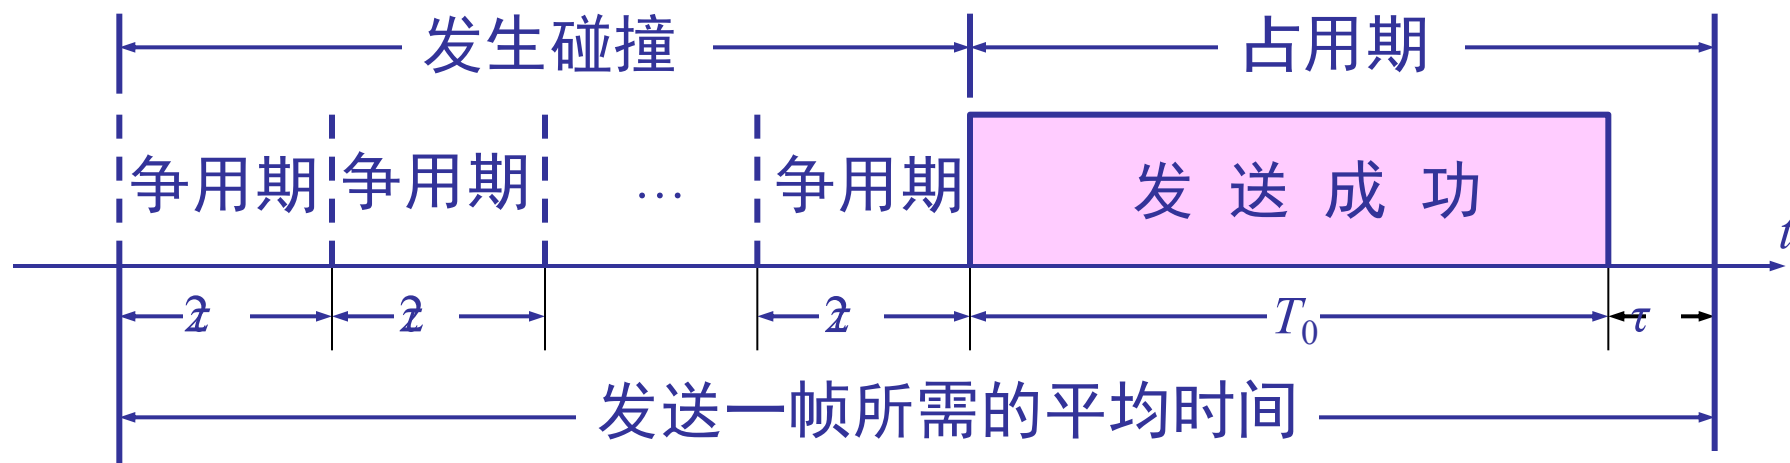 发生碰撞 占用期
争用期 争用期 … 争用期 发送成功
t
2τ 2τ 2τ T₀ τ
发送一帧所需的平均时间